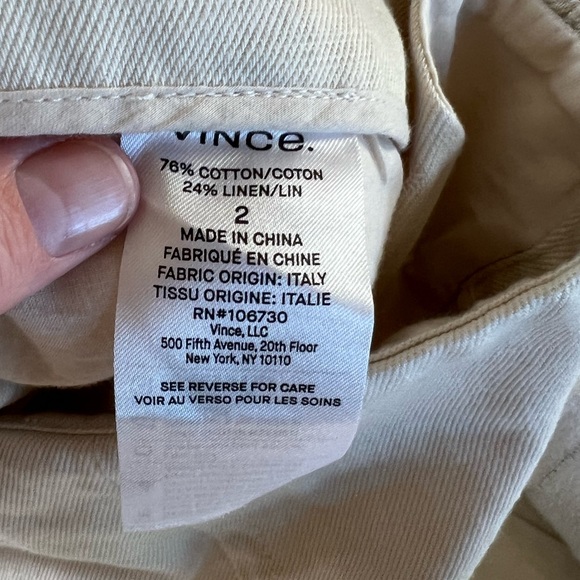 VINCE.
76% COTTON/COTON
24% LINEN/LIN
2
MADE IN CHINA
FABRIQUÉ EN CHINE
FABRIC ORIGIN: ITALY
TISSU ORIGINE: ITALIE
RN#106730
Vince, LLC
500 Fifth Avenue, 20th Floor
New York, NY 10110
SEE REVERSE FOR CARE
VOIR AU VERSO POUR LES SOINS